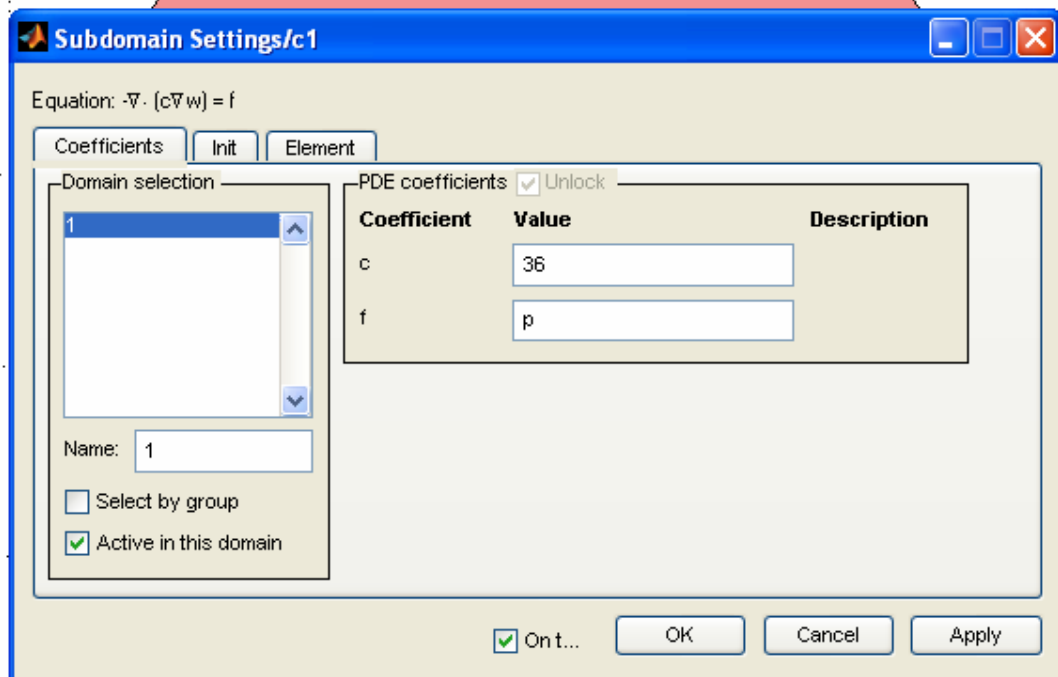 Subdomain Settings/c1
Equation: -∇· (c∇w) = f
Coefficients Init Element
Domain selection
1
Name: 1
Select by group
Active in this domain
PDE coefficients Unlock
Coefficient Value Description
c 36
f p
On t... OK Cancel Apply